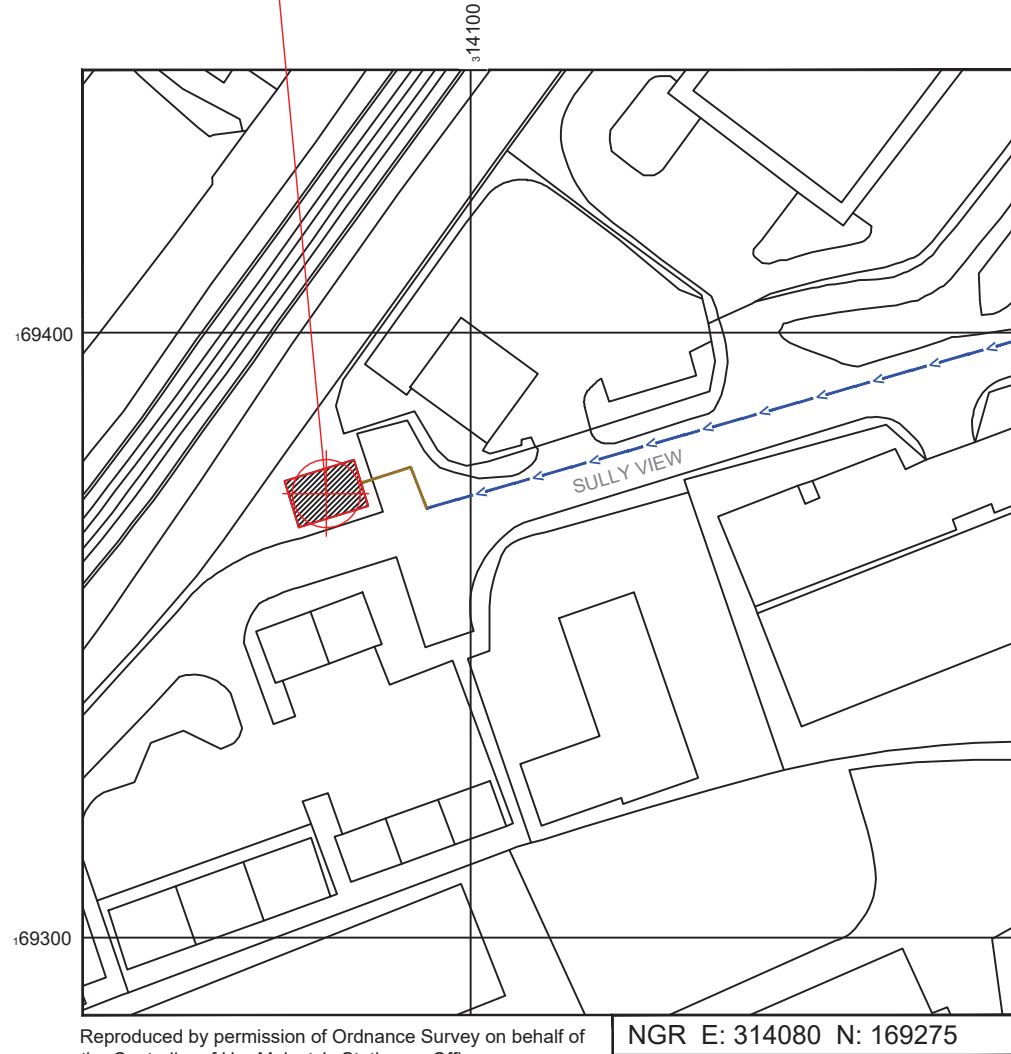 314100
169400
SULLY VIEW
169300
Reproduced by permission of Ordnance Survey on behalf of
NGR E: 314080 N: 169275